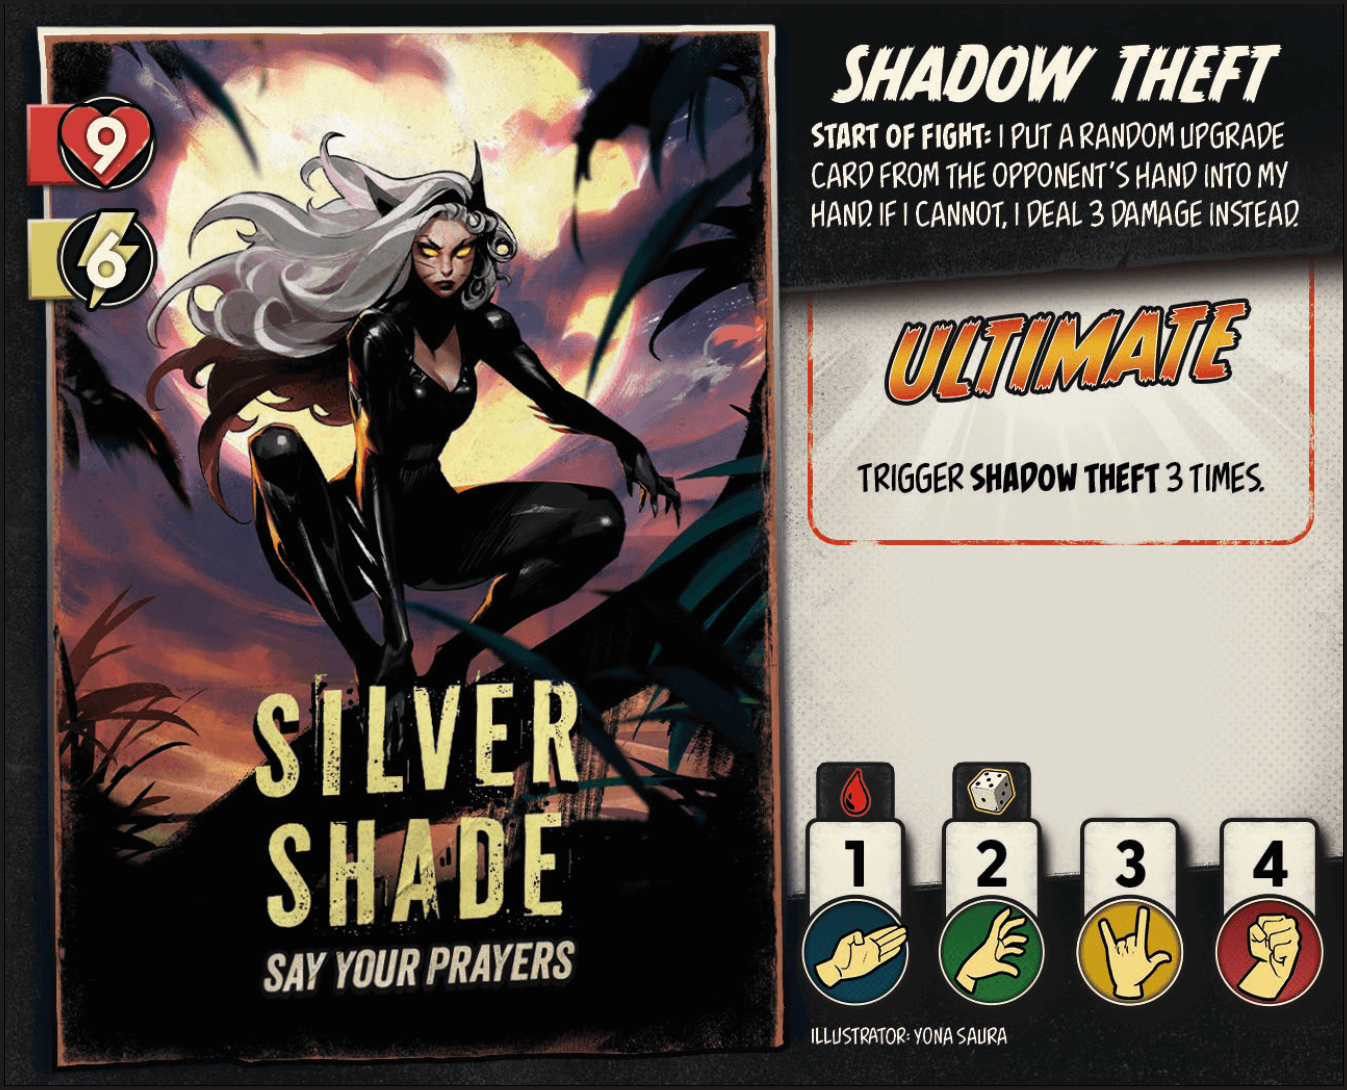 9
6
SILVER
SHADE
SAY YOUR PRAYERS
SHADOW THEFT
START OF FIGHT: I PUT A RANDOM UPGRADE
CARD FROM THE OPPONENT'S HAND INTO MY
HAND. IF I CANNOT, I DEAL 3 DAMAGE INSTEAD.
ULTIMATE
TRIGGER SHADOW THEFT 3 TIMES.
1 2 3 4
ILLUSTRATOR: YONA SAURA